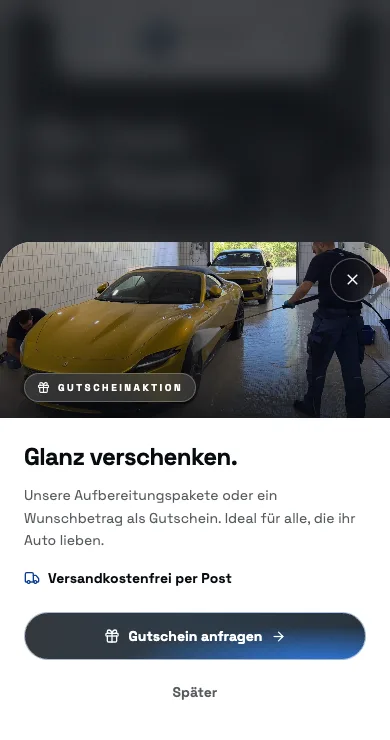 GUTSCHEINAKTION
Glanz verschenken.
Unsere Aufbereitungspakete oder ein
Wunschbetrag als Gutschein. Ideal für alle, die ihr
Auto lieben.
Versandkostenfrei per Post
Gutschein anfragen
Später